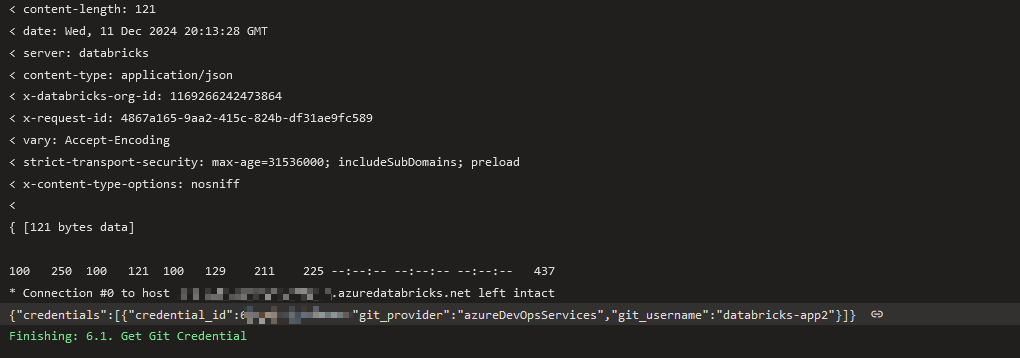 < content-length: 121
< date: Wed, 11 Dec 2024 20:13:28 GMT
< server: databricks
< content-type: application/json
< x-databricks-org-id: 1169266242473864
< x-request-id: 4867a165-9aa2-415c-824b-df31ae9fc589
< vary: Accept-Encoding
< strict-transport-security: max-age=31536000; includeSubDomains; preload
< x-content-type-options: nosniff
<
{ [121 bytes data]
100   250  100   121  100   129    211    225 --:--:-- --:--:-- --:--:--   437
* Connection #0 to host .azuredatabricks.net left intact
{"credentials":[{"credential_id":6 "git_provider":"azureDevOpsServices","git_username":"databricks-app2"}]}
Finishing: 6.1. Get Git Credential